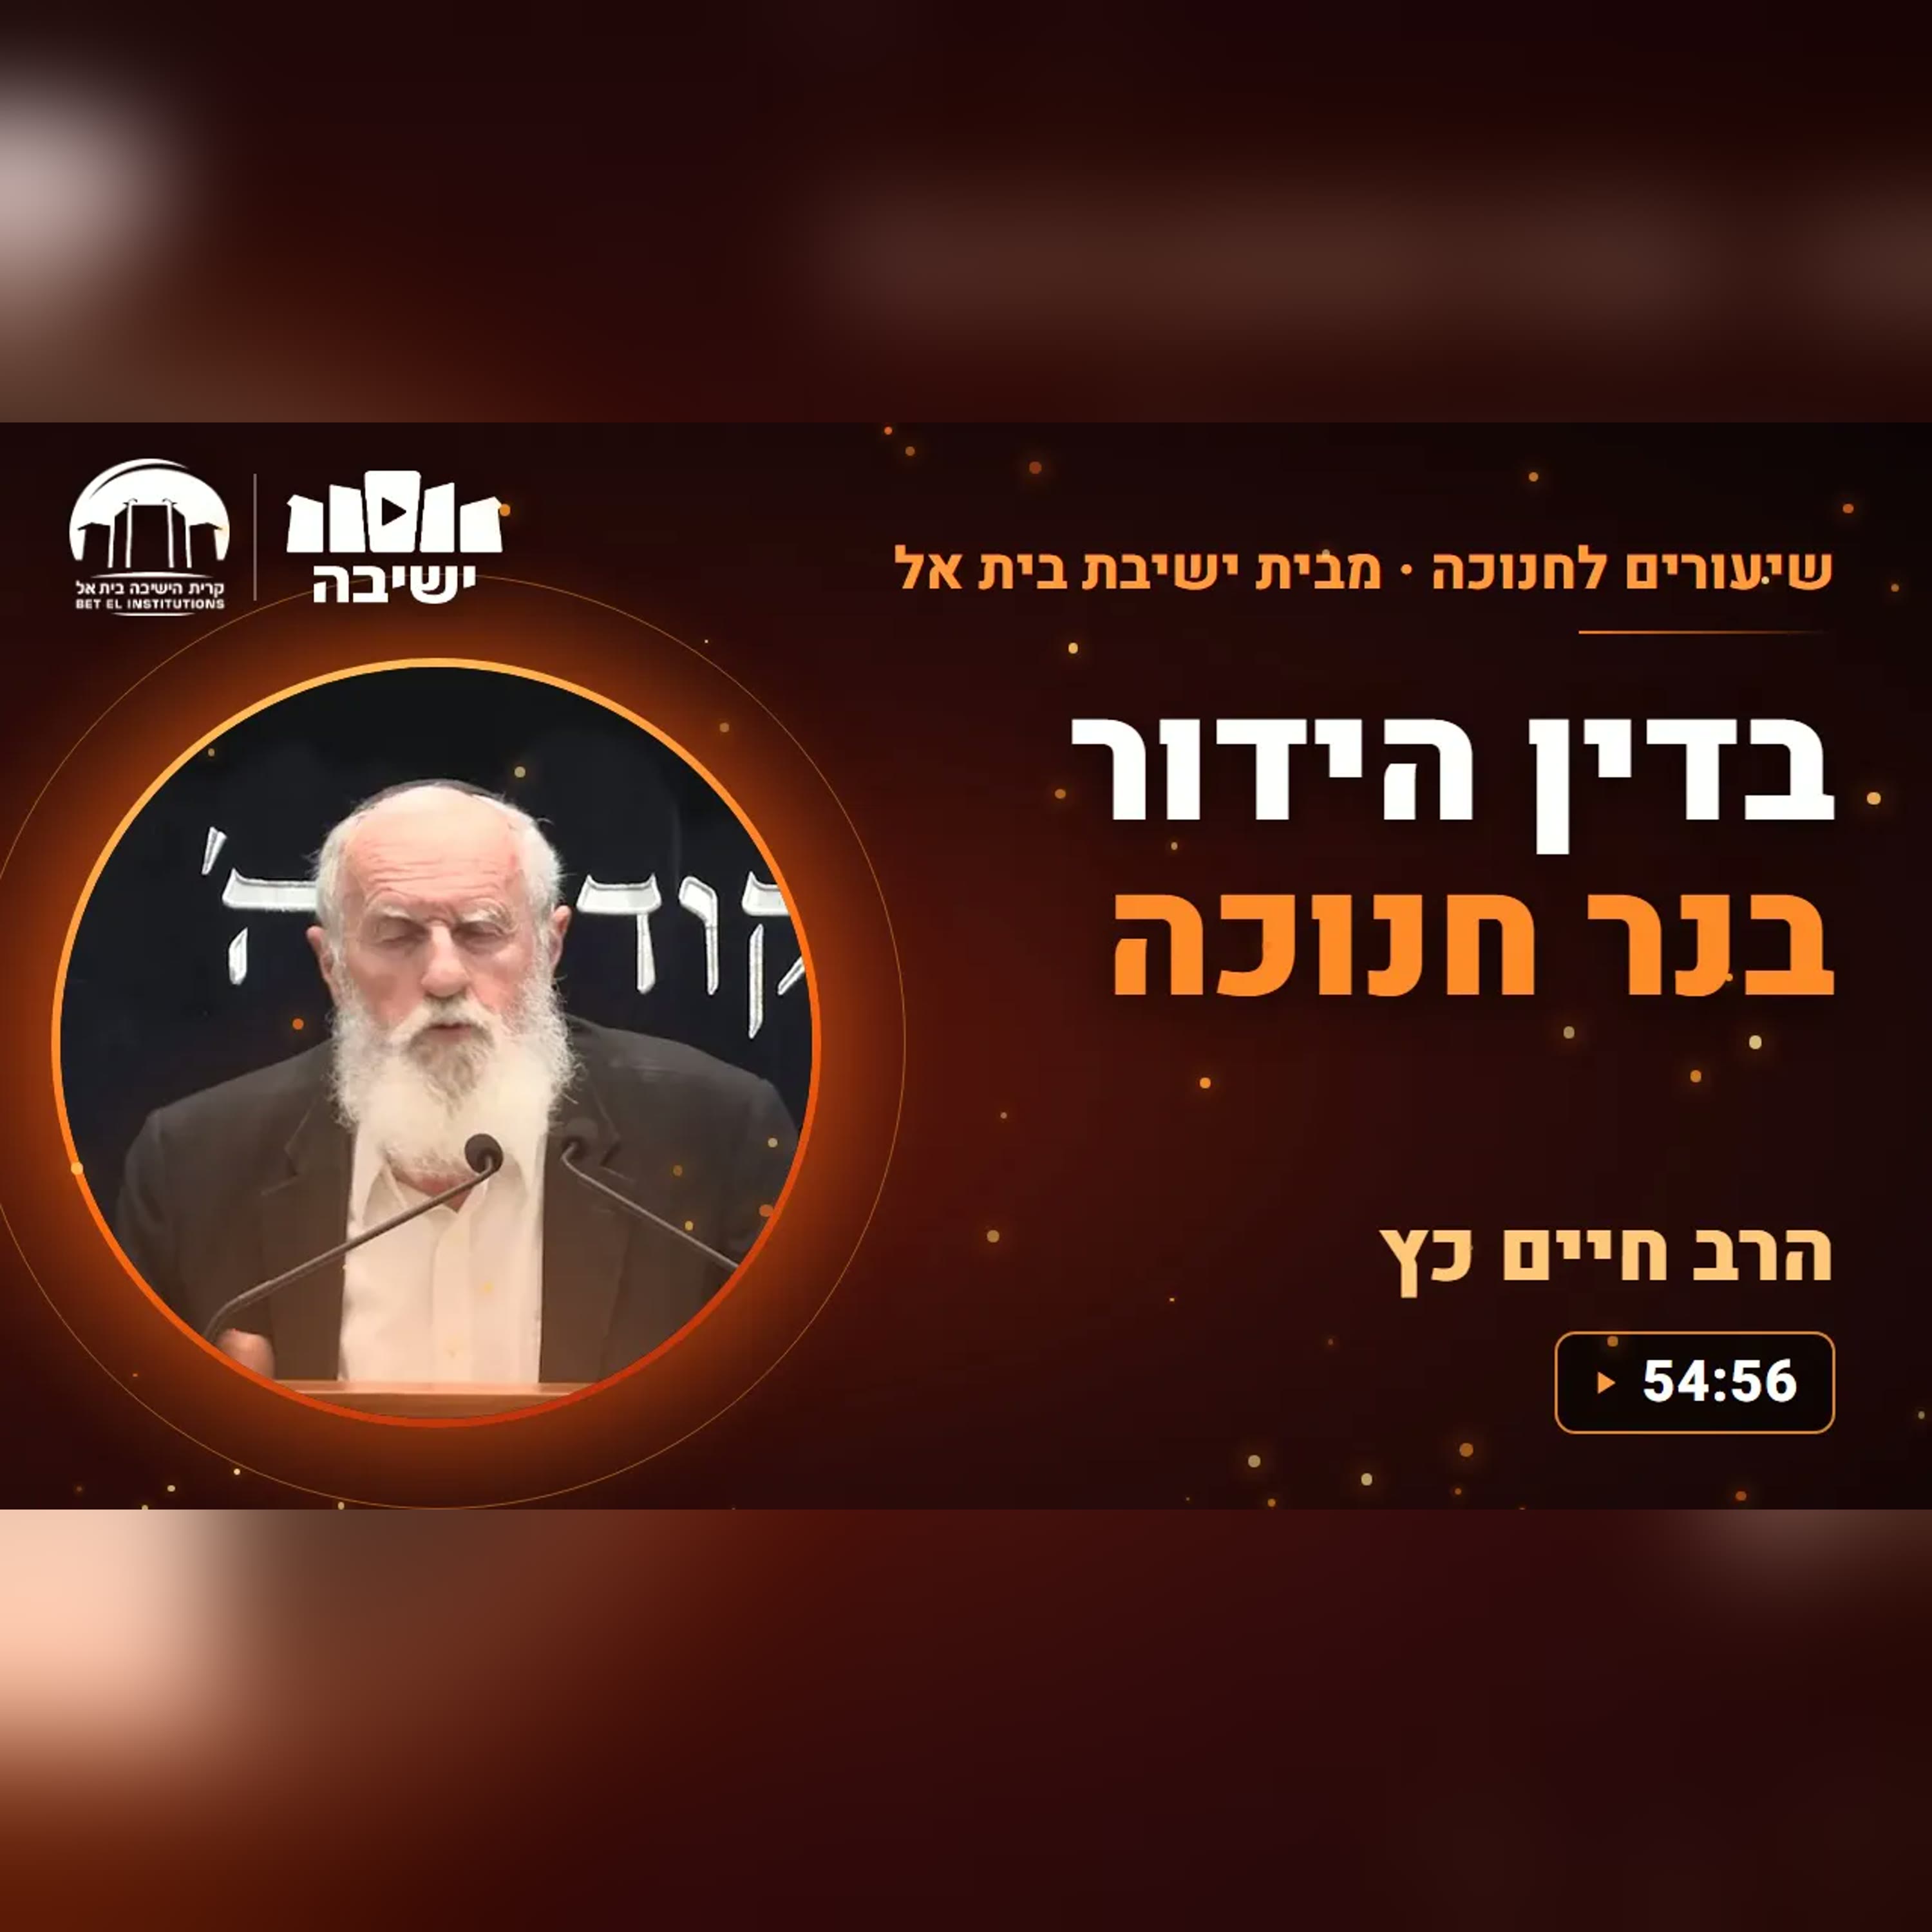 קרית הישיבה בית אל
BET EL INSTITUTIONS
ישיבה
שיעורים לחנוכה · מבית ישיבת בית אל
בדין הידור
בנר חנוכה
הרב חיים כץ
54:56